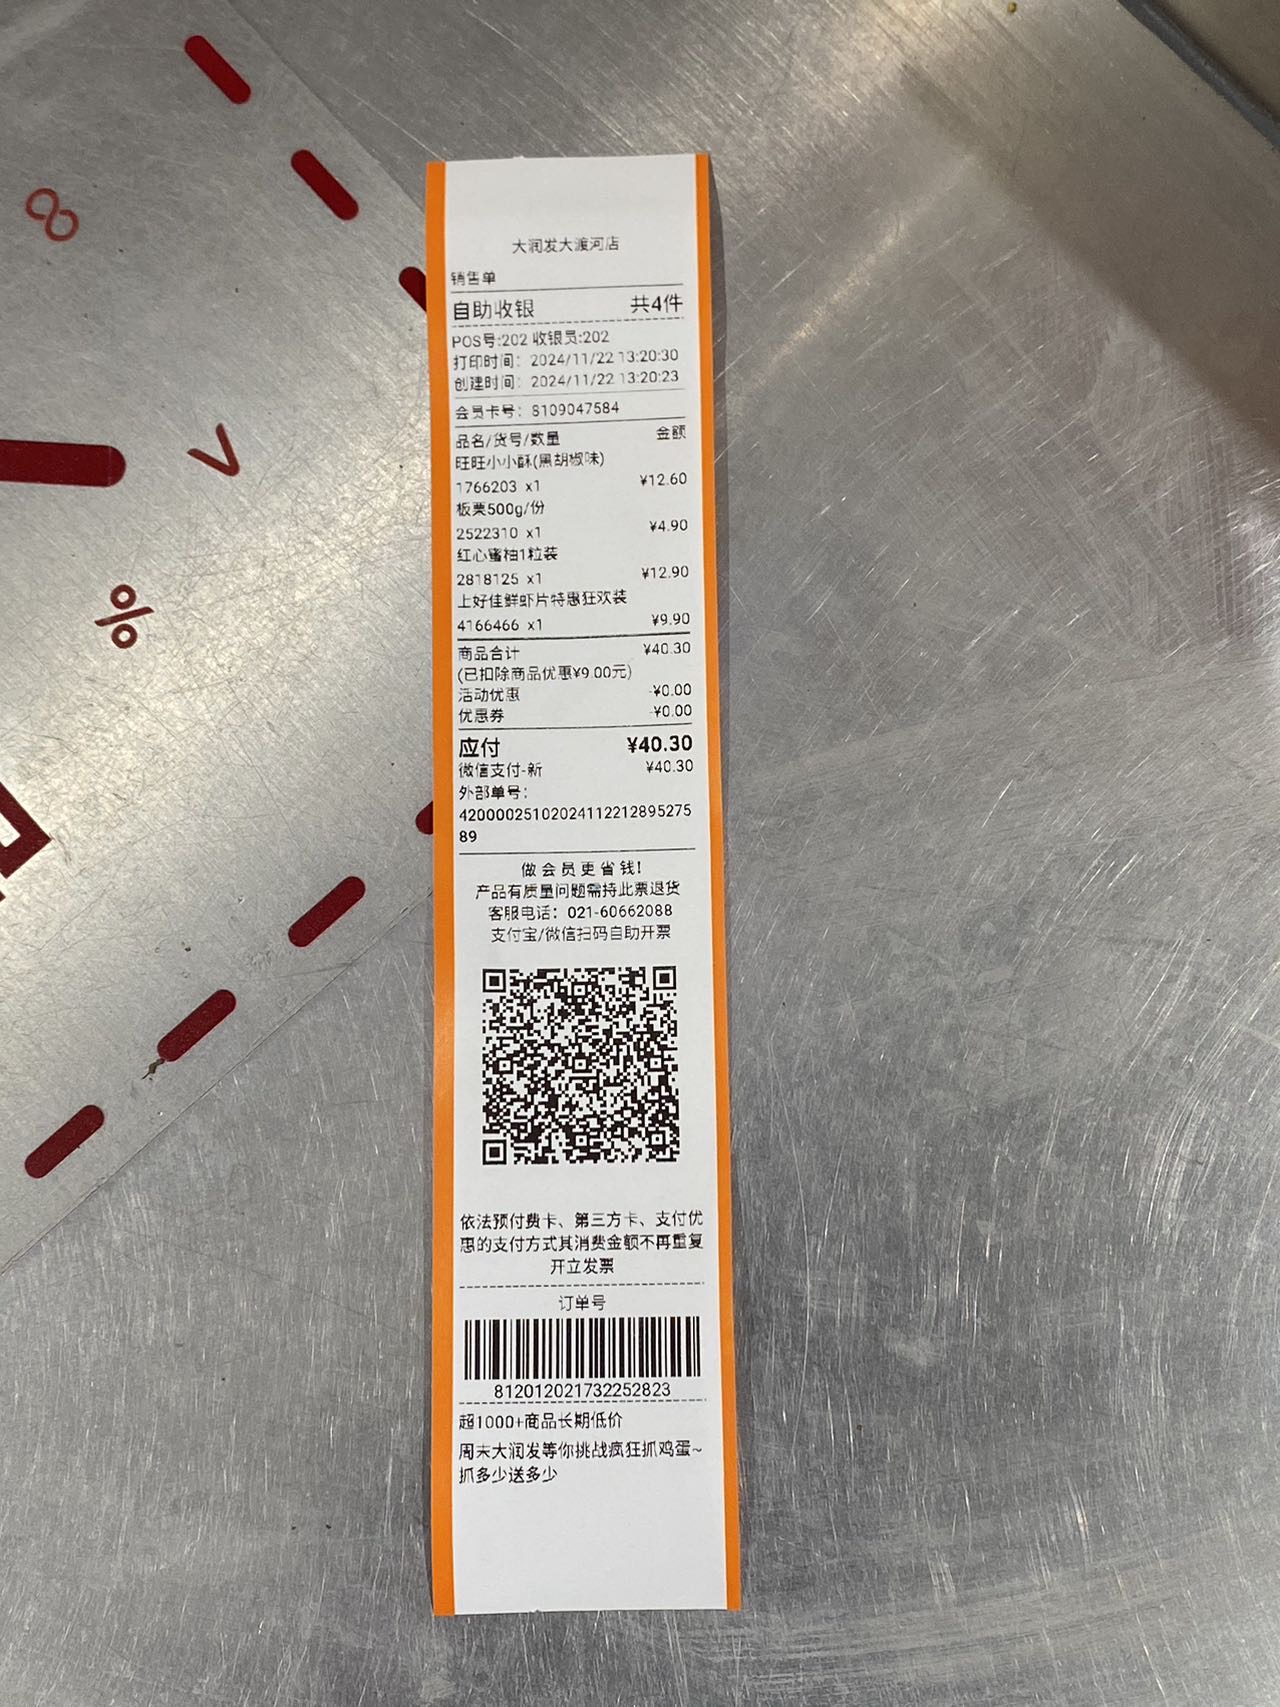 大润发大渡河店
销售单
自助收银 共4件
POS号:202 收银员:202
打印时间: 2024/11/22 13:20:30
创建时间: 2024/11/22 13:20:23
会员卡号: 8109047584
品名/货号/数量 金额
旺旺小小酥(黑胡椒味)
1766203 x1 ¥12.60
板栗500g/份
2522310 x1 ¥4.90
红心蜜柚1粒装
2818125 x1 ¥12.90
上好佳鲜虾片特惠狂欢装
4166466 x1 ¥9.90
商品合计 ¥40.30
(已扣除商品优惠¥9.00元)
活动优惠 -¥0.00
优惠券 -¥0.00
应付 ¥40.30
微信支付-新 ¥40.30
外部单号:
42000025102024112212895275
89
做会员更省钱!
产品有质量问题需持此票退货
客服电话: 021-60662088
支付宝/微信扫码自助开票
依法预付费卡、第三方卡、支付优
惠的支付方式其消费金额不再重复
开立发票
订单号
812012021732252823
超1000+商品长期低价
周末大润发等你挑战疯狂抓鸡蛋~
抓多少送多少